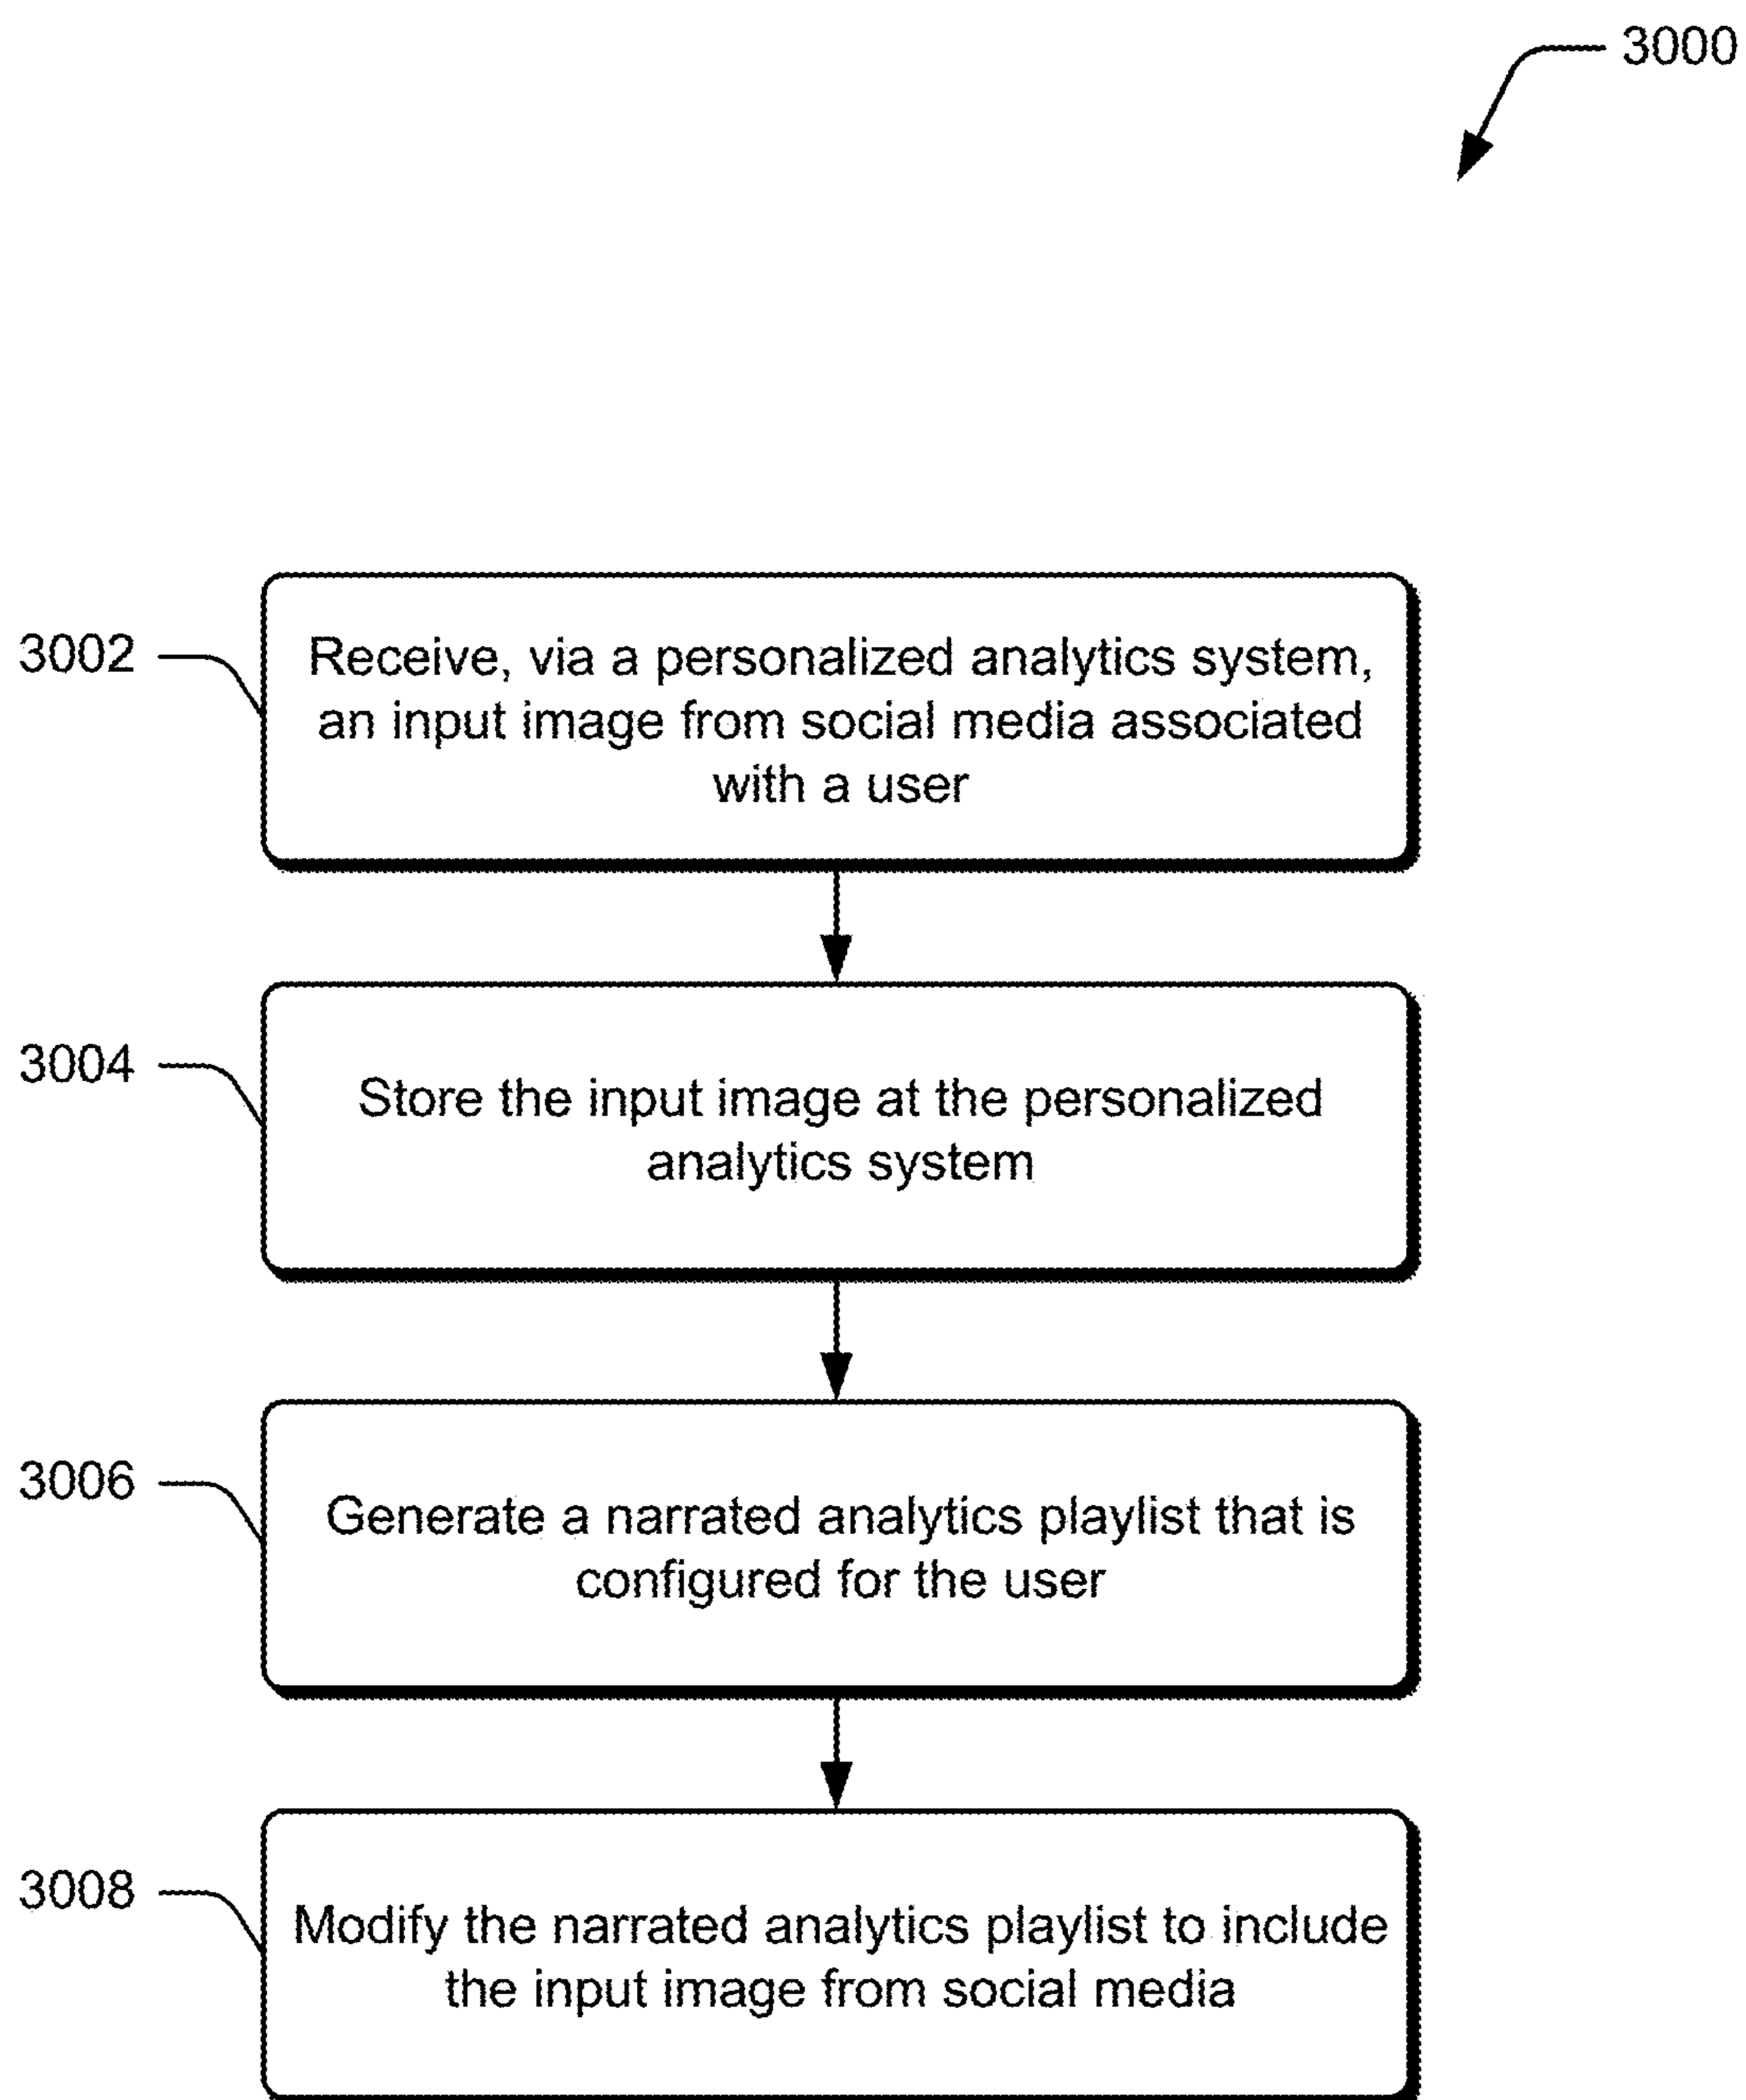 3000
3002
Receive, via a personalized analytics system,
an input image from social media associated
with a user
3004
Store the input image at the personalized
analytics system
3006
Generate a narrated analytics playlist that is
configured for the user
3008
Modify the narrated analytics playlist to include
the input image from social media